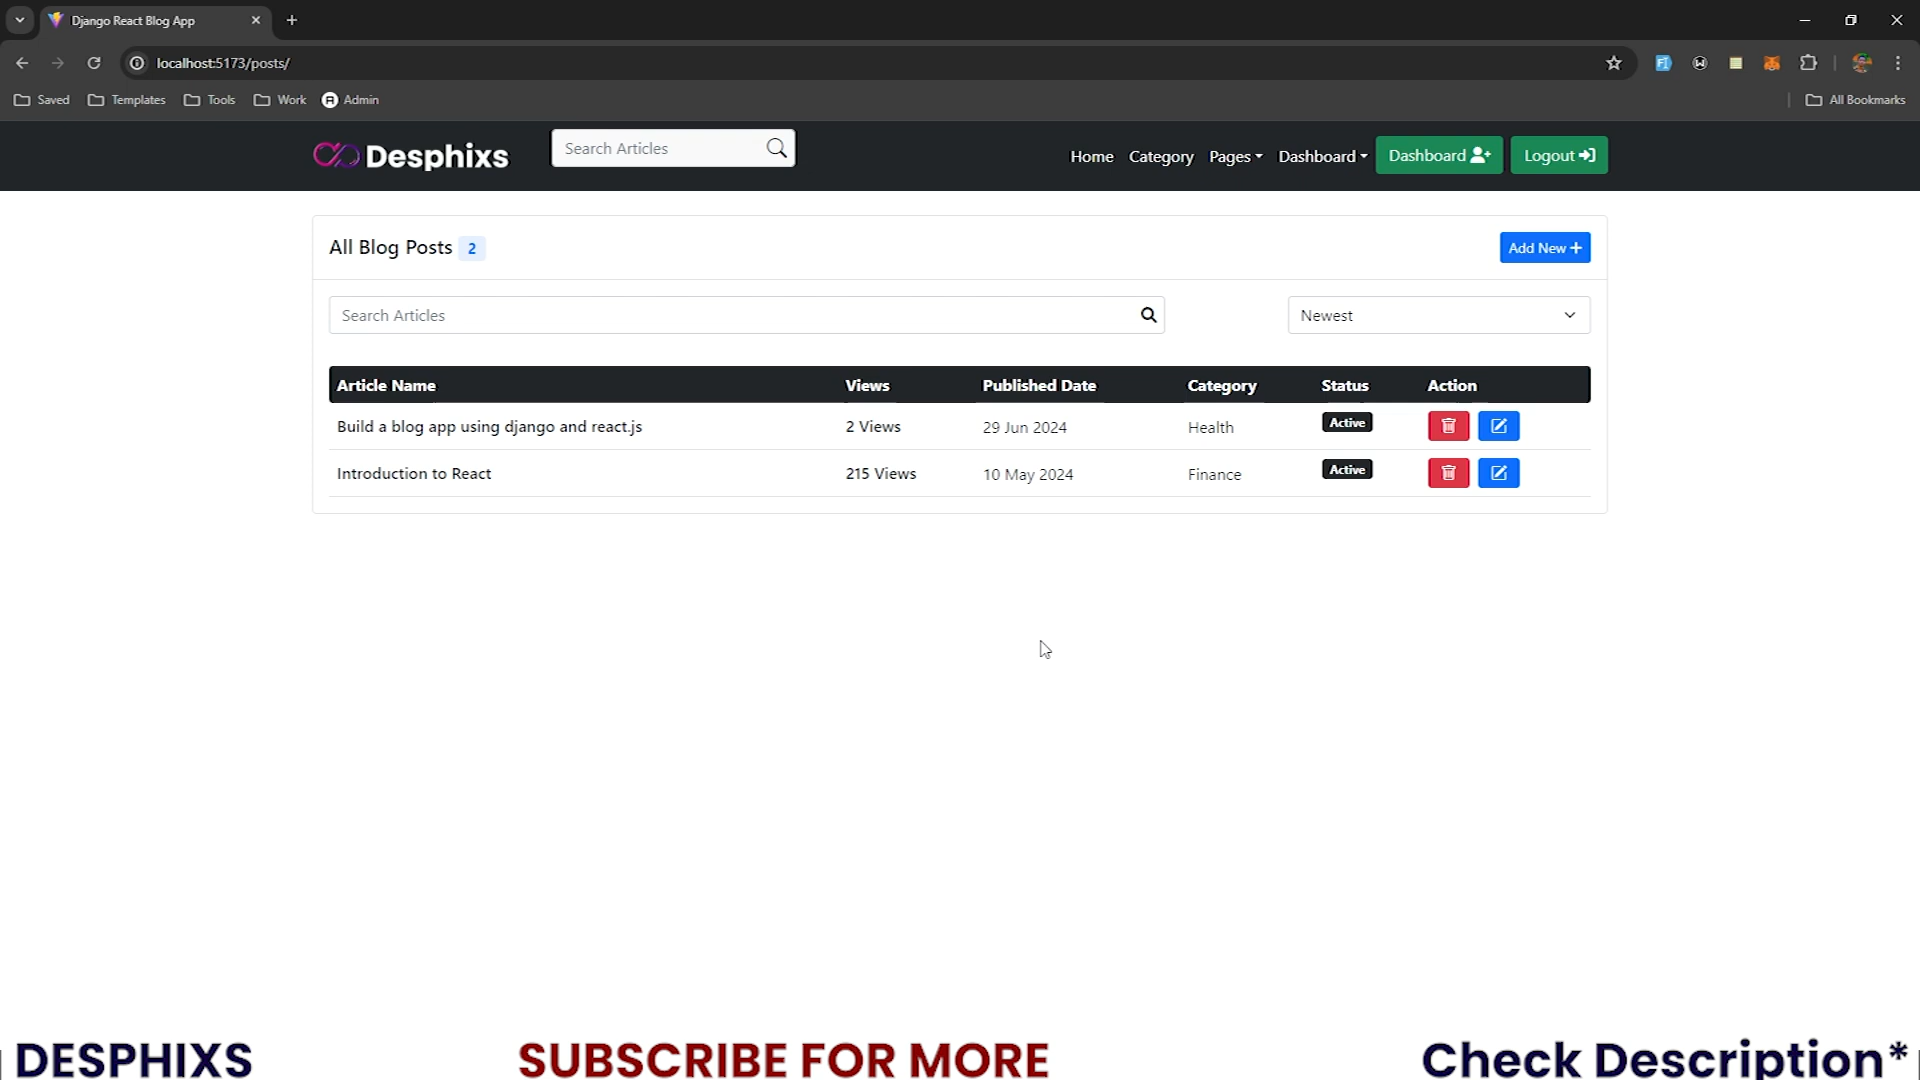 Django React Blog App
localhost:5173/posts/
Saved Templates Tools Work Admin All Bookmarks
Desphixs Search Articles Home Category Pages Dashboard Dashboard Logout
All Blog Posts 2 Add New
Search Articles Newest
Article Name Views Published Date Category Status Action
Build a blog app using django and react.js 2 Views 29 Jun 2024 Health Active
Introduction to React 215 Views 10 May 2024 Finance Active
DESPHIXS SUBSCRIBE FOR MORE Check Description*